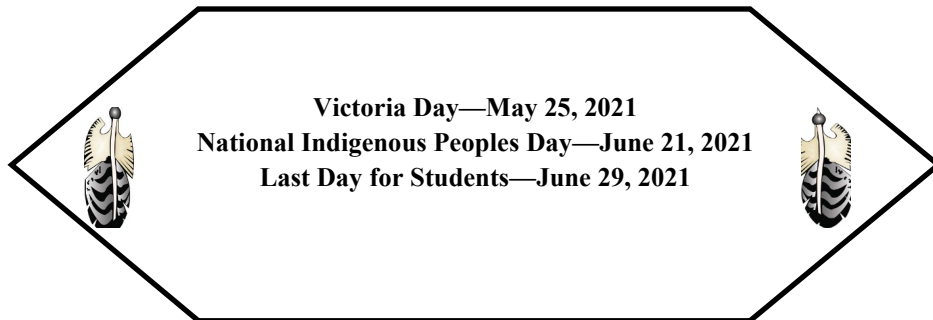 Victoria Day—May 25, 2021
National Indigenous Peoples Day—June 21, 2021
Last Day for Students—June 29, 2021